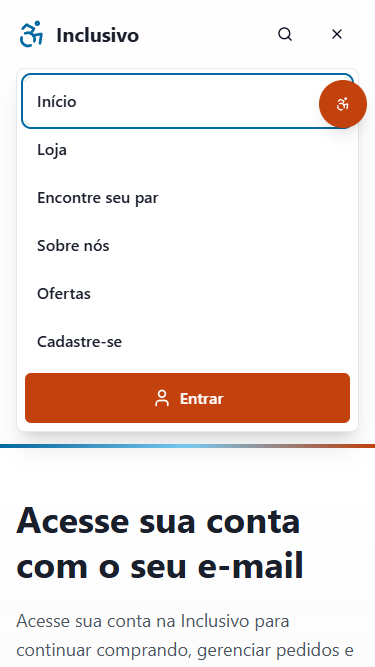 Inclusivo
Início
Loja
Encontre seu par
Sobre nós
Ofertas
Cadastre-se
Entrar
Acesse sua conta
com o seu e-mail
Acesse sua conta na Inclusivo para
continuar comprando, gerenciar pedidos e